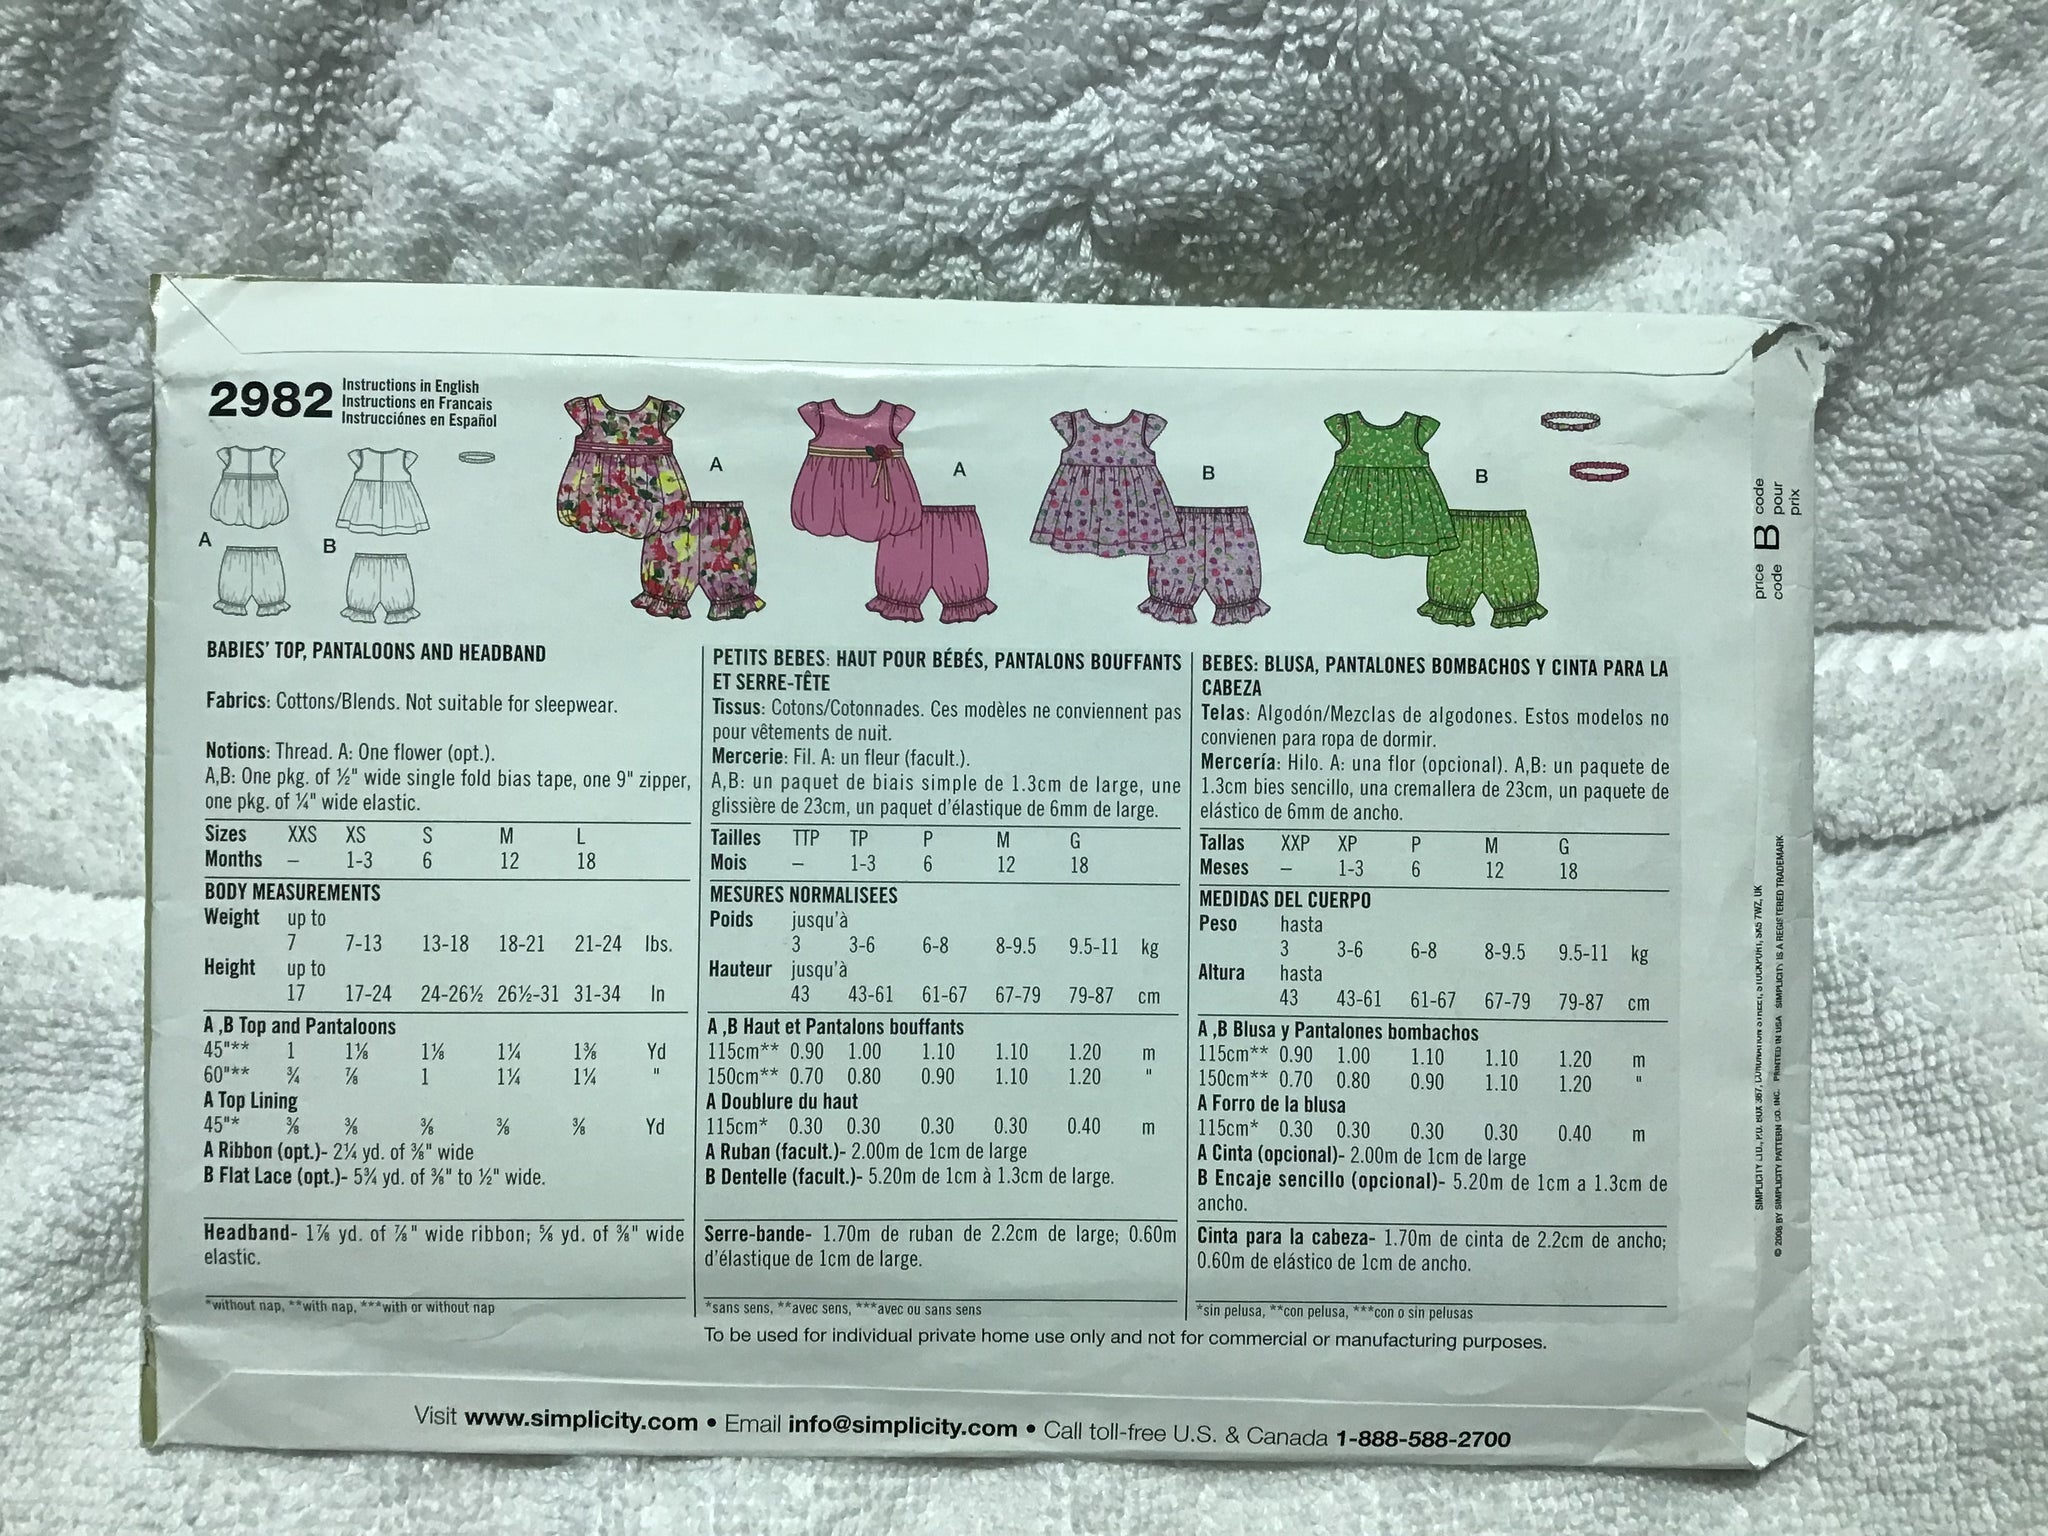 2982
Instructions in English
Instructions en Francais
Instrucciónes en Español
A
B
A
A
B
B
BABIES' TOP, PANTALOONS AND HEADBAND
Fabrics: Cottons/Blends. Not suitable for sleepwear.
Notions: Thread. A: One flower (opt.).
A,B: One pkg. of ½" wide single fold bias tape, one 9" zipper,
one pkg. of ¼" wide elastic.
Sizes XXS XS S M L
Months – 1-3 6 12 18
BODY MEASUREMENTS
Weight up to
7 7-13 13-18 18-21 21-24 lbs.
Height up to
17 17-24 24-26½ 26½-31 31-34 In
A ,B Top and Pantaloons
45"** 1 1⅛ 1⅛ 1¼ 1⅜ Yd
60"** ¾ ⅞ 1 1¼ 1¼ "
A Top Lining
45"* ⅜ ⅜ ⅜ ⅜ ⅜ Yd
A Ribbon (opt.)- 2¼ yd. of ⅜" wide
B Flat Lace (opt.)- 5¾ yd. of ⅜" to ½" wide.
Headband- 1⅞ yd. of ⅞" wide ribbon; ⅝ yd. of ⅜" wide
elastic.
*without nap, **with nap, ***with or without nap
PETITS BEBES: HAUT POUR BÉBÉS, PANTALONS BOUFFANTS
ET SERRE-TÊTE
Tissus: Cotons/Cotonnades. Ces modèles ne conviennent pas
pour vêtements de nuit.
Mercerie: Fil. A: un fleur (facult.).
A,B: un paquet de biais simple de 1.3cm de large, une
glissière de 23cm, un paquet d'élastique de 6mm de large.
Tailles TTP TP P M G
Mois – 1-3 6 12 18
MESURES NORMALISEES
Poids jusqu'à
3 3-6 6-8 8-9.5 9.5-11 kg
Hauteur jusqu'à
43 43-61 61-67 67-79 79-87 cm
A ,B Haut et Pantalons bouffants
115cm** 0.90 1.00 1.10 1.10 1.20 m
150cm** 0.70 0.80 0.90 1.10 1.20 "
A Doublure du haut
115cm* 0.30 0.30 0.30 0.30 0.40 m
A Ruban (facult.)- 2.00m de 1cm de large
B Dentelle (facult.)- 5.20m de 1cm à 1.3cm de large.
Serre-bande- 1.70m de ruban de 2.2cm de large; 0.60m
d'élastique de 1cm de large.
*sans sens, **avec sens, ***avec ou sans sens
BEBES: BLUSA, PANTALONES BOMBACHOS Y CINTA PARA LA
CABEZA
Telas: Algodón/Mezclas de algodones. Estos modelos no
convienen para ropa de dormir.
Mercería: Hilo. A: una flor (opcional). A,B: un paquete de
1.3cm bies sencillo, una cremallera de 23cm, un paquete de
elástico de 6mm de ancho.
Tallas XXP XP P M G
Meses – 1-3 6 12 18
MEDIDAS DEL CUERPO
Peso hasta
3 3-6 6-8 8-9.5 9.5-11 kg
Altura hasta
43 43-61 61-67 67-79 79-87 cm
A ,B Blusa y Pantalones bombachos
115cm** 0.90 1.00 1.10 1.10 1.20 m
150cm** 0.70 0.80 0.90 1.10 1.20 "
A Forro de la blusa
115cm* 0.30 0.30 0.30 0.30 0.40 m
A Cinta (opcional)- 2.00m de 1cm de large
B Encaje sencillo (opcional)- 5.20m de 1cm a 1.3cm de
ancho.
Cinta para la cabeza- 1.70m de cinta de 2.2cm de ancho;
0.60m de elástico de 1cm de ancho.
*sin pelusa, **con pelusa, ***con o sin pelusas
To be used for individual private home use only and not for commercial or manufacturing purposes.
Visit www.simplicity.com • Email info@simplicity.com • Call toll-free U.S. & Canada 1-888-588-2700
price code B code pour prix
SIMPLICITY LTD., P.O. BOX 367, CORONATION STREET, STOCKPORT, SK5 7WZ, UK
© 2008 BY SIMPLICITY PATTERN CO. INC. PRINTED IN USA SIMPLICITY IS A REGISTERED TRADEMARK